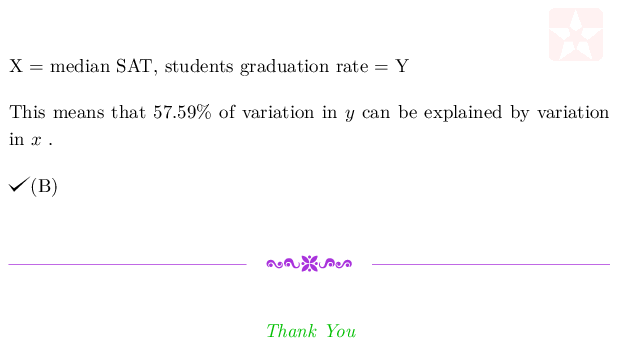 X = median SAT, students graduation rate = Y
This means that 57.59% of variation in y can be explained by variation
in x .
✓(B)
Thank You